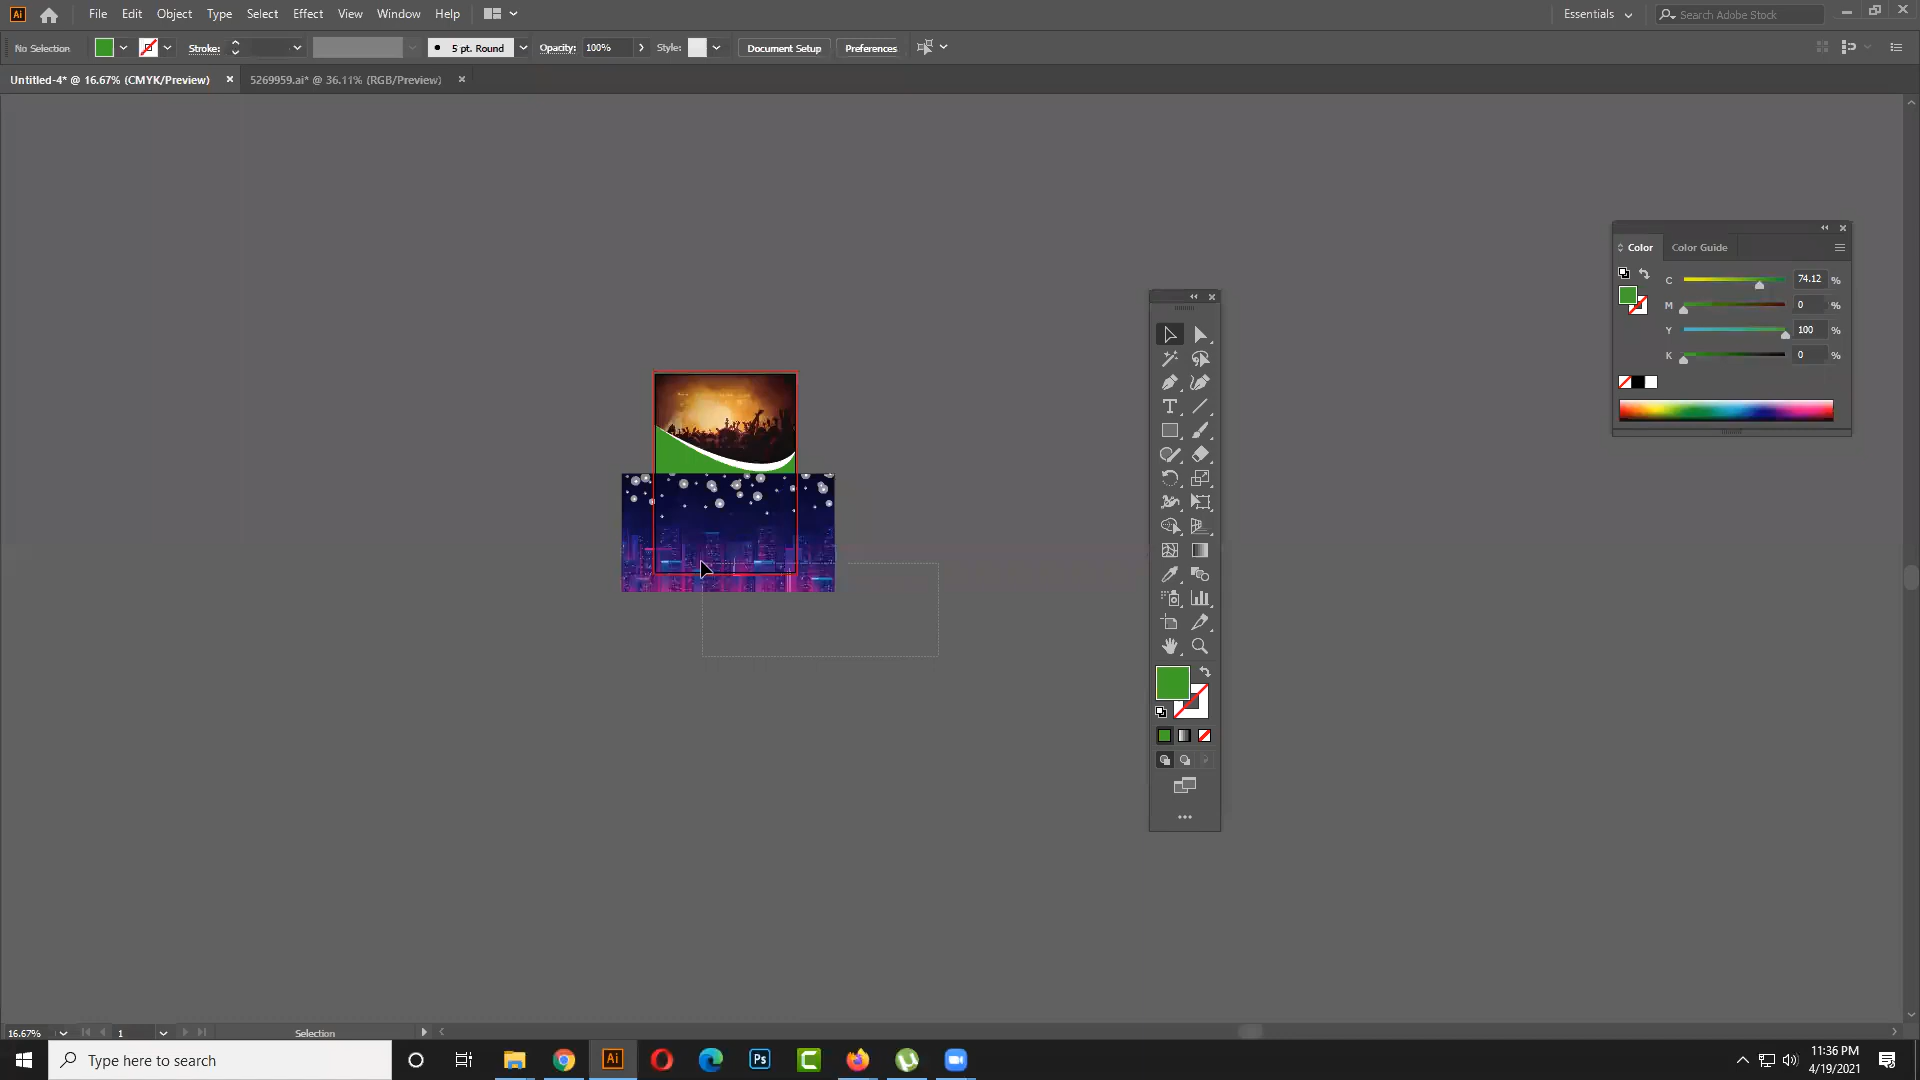 File Edit Object Type Select Effect View Window Help Essentials Search Adobe Stock
No Selection Stroke: 5 pt. Round Opacity: 100% Style: Document Setup Preferences
Untitled-4* @ 16.67% (CMYK/Preview) × 5269959.ai* @ 36.11% (RGB/Preview) ×
Color Color Guide
C 74.12 %
M 0 %
Y 100 %
K 0 %
16.67% 1 Selection
Type here to search
11:36 PM
4/19/2021